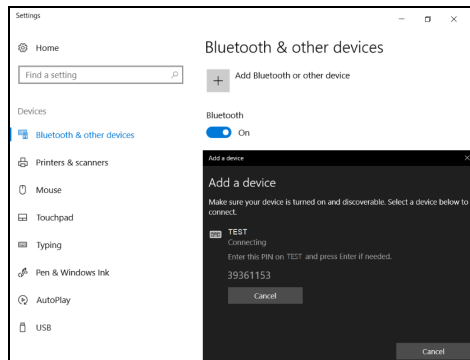 Settings
Home
Find a setting
Devices
Bluetooth & other devices
Printers & scanners
Mouse
Touchpad
Typing
Pen & Windows Ink
AutoPlay
USB
Bluetooth & other devices
Add Bluetooth or other device
Bluetooth
On
Add a device
Add a device
Make sure your device is turned on and discoverable. Select a device below to
connect.
TEST
Connecting
Enter this PIN on TEST and press Enter if needed.
39361153
Cancel
Cancel